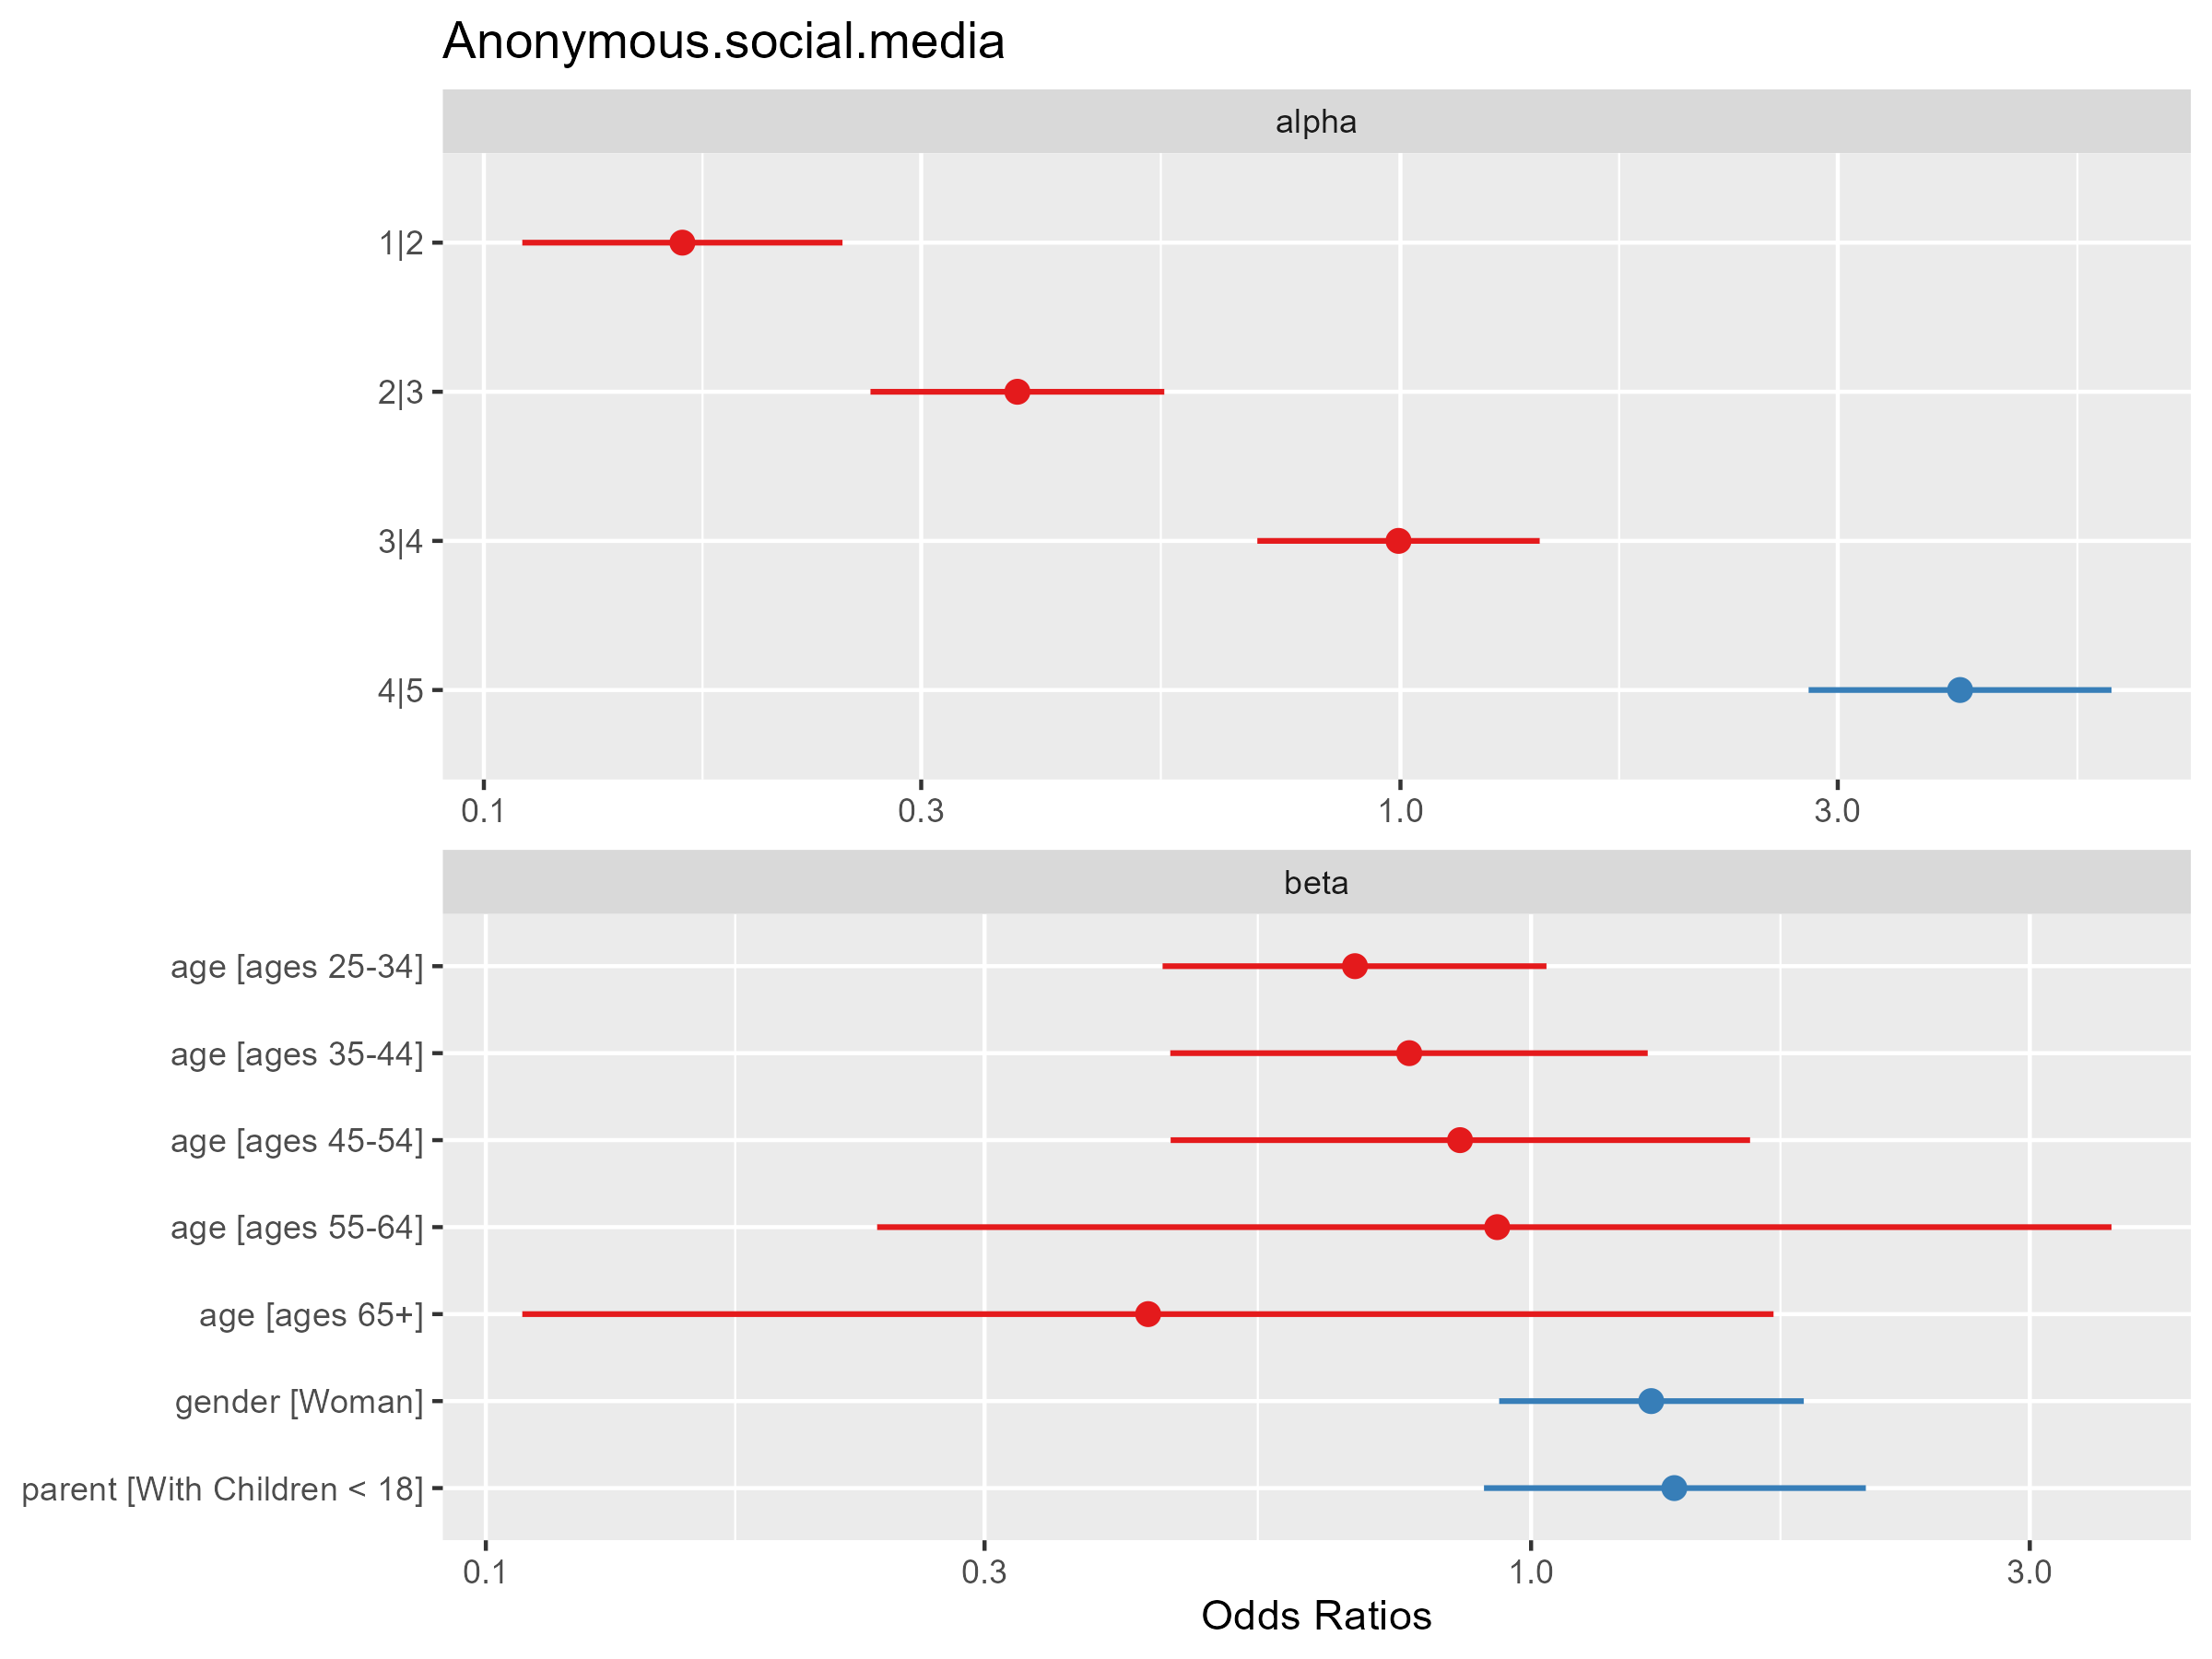 Anonymous.social.media
alpha
1|2
2|3
3|4
4|5
0.1 0.3 1.0 3.0
beta
age [ages 25-34]
age [ages 35-44]
age [ages 45-54]
age [ages 55-64]
age [ages 65+]
gender [Woman]
parent [With Children < 18]
0.1 0.3 1.0 3.0
Odds Ratios